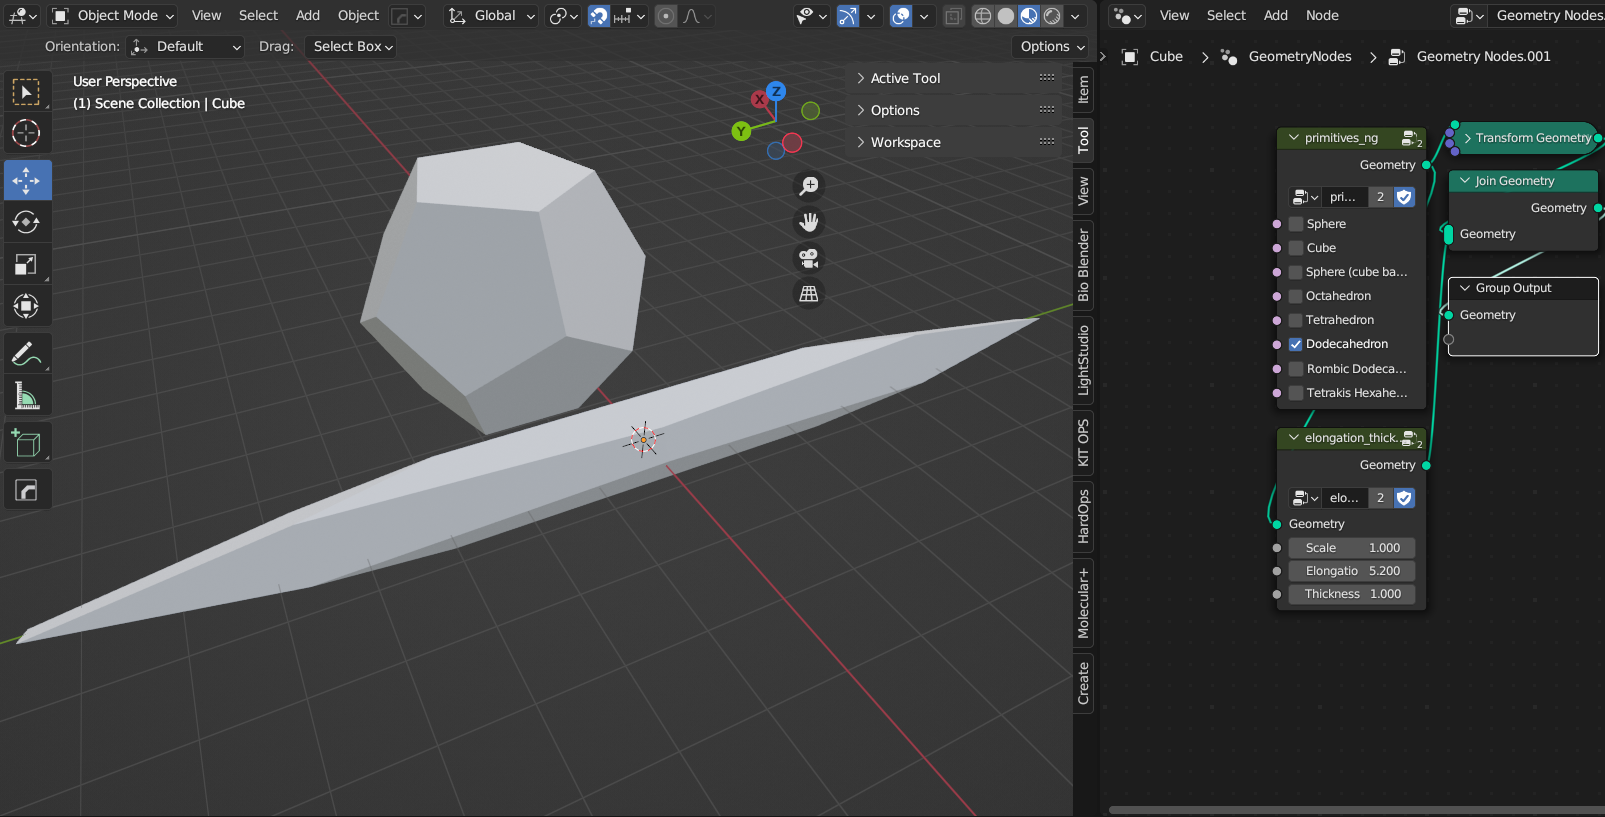 Object Mode View Select Add Object Global
Orientation: Default Drag: Select Box Options
User Perspective
(1) Scene Collection | Cube
X
Y
Z
Active Tool
Options
Workspace
Item
Tool
View
Bio Blender
LightStudio
KIT OPS
HardOps
Molecular+
Create
View Select Add Node Geometry Nodes.
Cube GeometryNodes Geometry Nodes.001
primitives_ng 2
Geometry
pri... 2
Sphere
Cube
Sphere (cube ba...
Octahedron
Tetrahedron
Dodecahedron
Rombic Dodeca...
Tetrakis Hexahe...
elongation_thick. 2
Geometry
elo... 2
Geometry
Scale 1.000
Elongatio 5.200
Thickness 1.000
Transform Geometry
Join Geometry
Geometry
Geometry
Group Output
Geometry